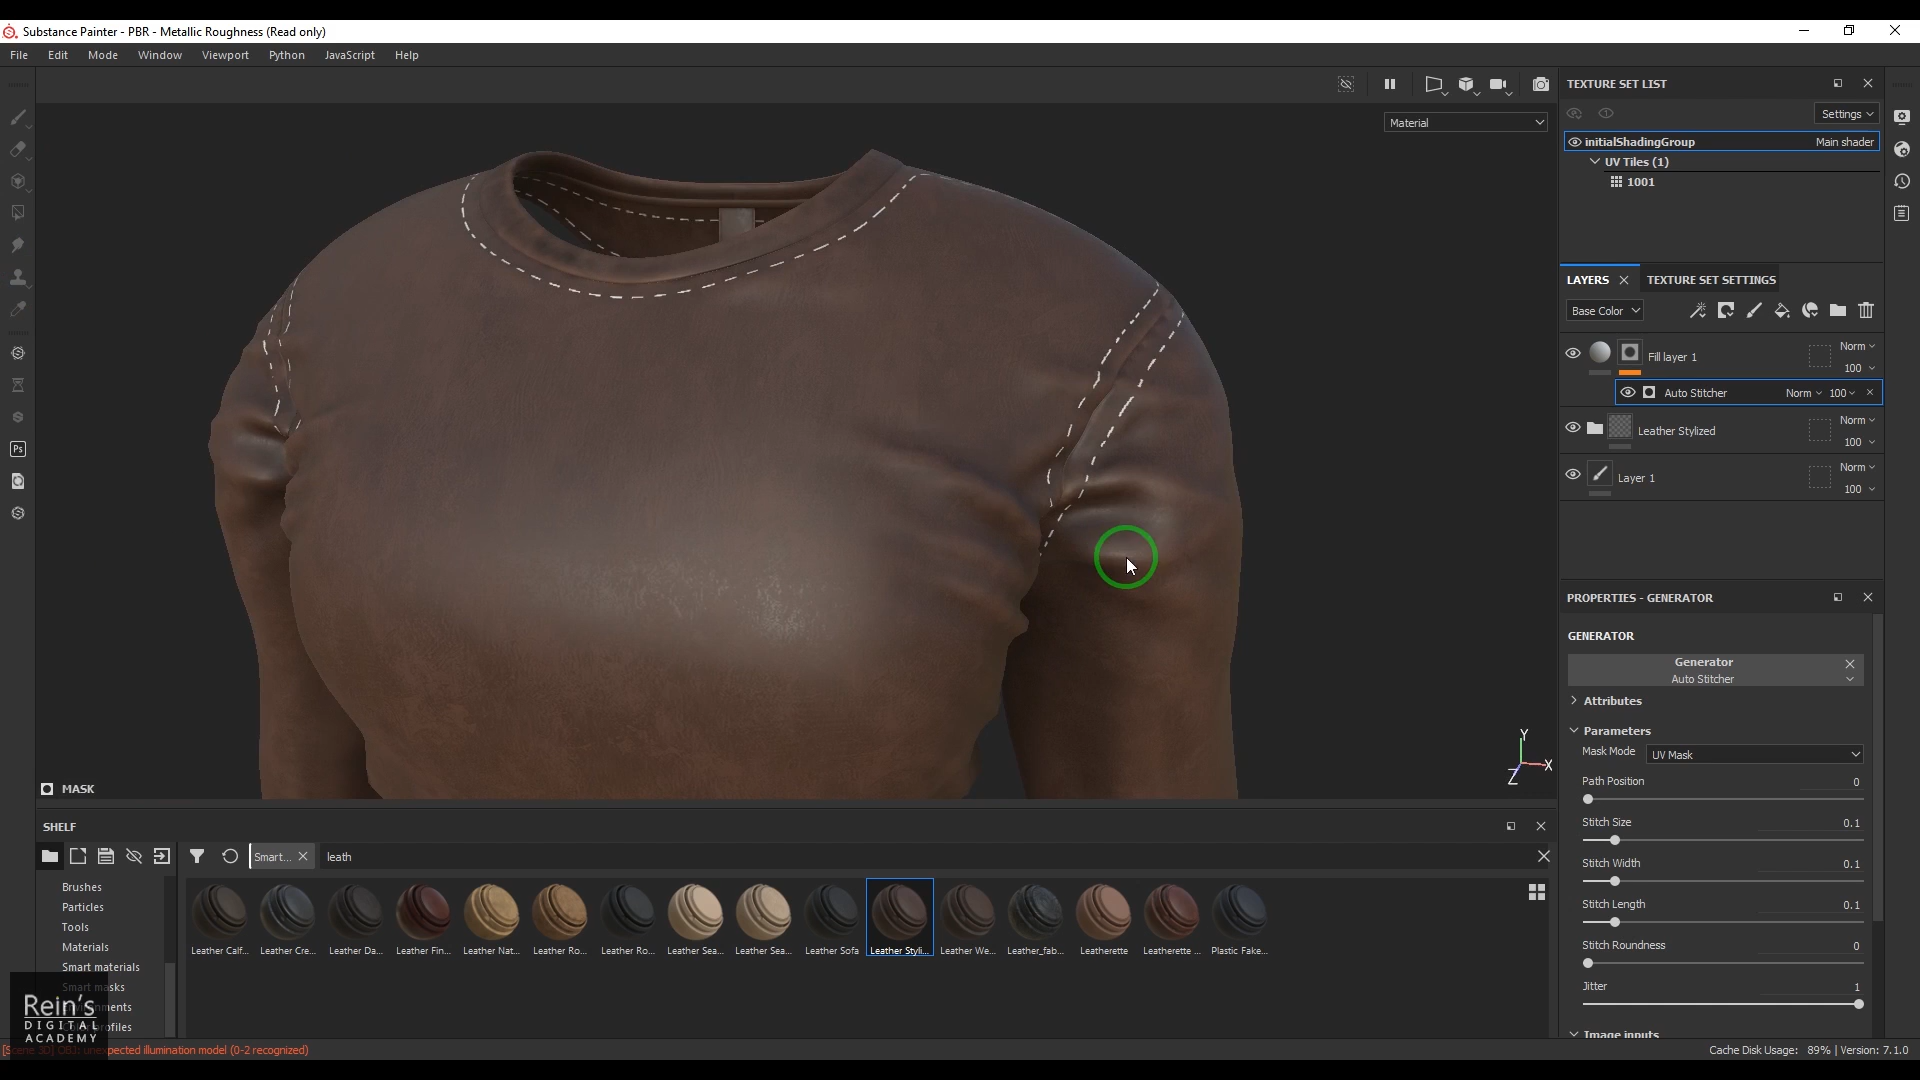 Substance Painter - PBR - Metallic Roughness (Read only)
File Edit Mode Window Viewport Python JavaScript Help
Material
TEXTURE SET LIST
Settings
initialShadingGroup Main shader
UV Tiles (1)
1001
LAYERS TEXTURE SET SETTINGS
Base Color
Fill layer 1 Norm 100
Auto Stitcher Norm 100
Leather Stylized Norm 100
Layer 1 Norm 100
PROPERTIES - GENERATOR
GENERATOR
Generator
Auto Stitcher
Attributes
Parameters
Mask Mode UV Mask
Path Position 0
Stitch Size 0.1
Stitch Width 0.1
Stitch Length 0.1
Stitch Roundness 0
Jitter 1
Image inputs
Y
X
Z
Ps
MASK
SHELF
Smart... leath
Brushes
Particles
Tools
Materials
Smart materials
Leather Calf... Leather Cre... Leather Da... Leather Fin... Leather Nat... Leather Ro... Leather Ro... Leather Sea... Leather Sea... Leather Sofa Leather Styli... Leather We... Leather_fab... Leatherette Leatherette ... Plastic Fake...
Rein's
DIGITAL
ACADEMY
unexpected illumination model (0-2 recognized)
Cache Disk Usage: 89% | Version: 7.1.0